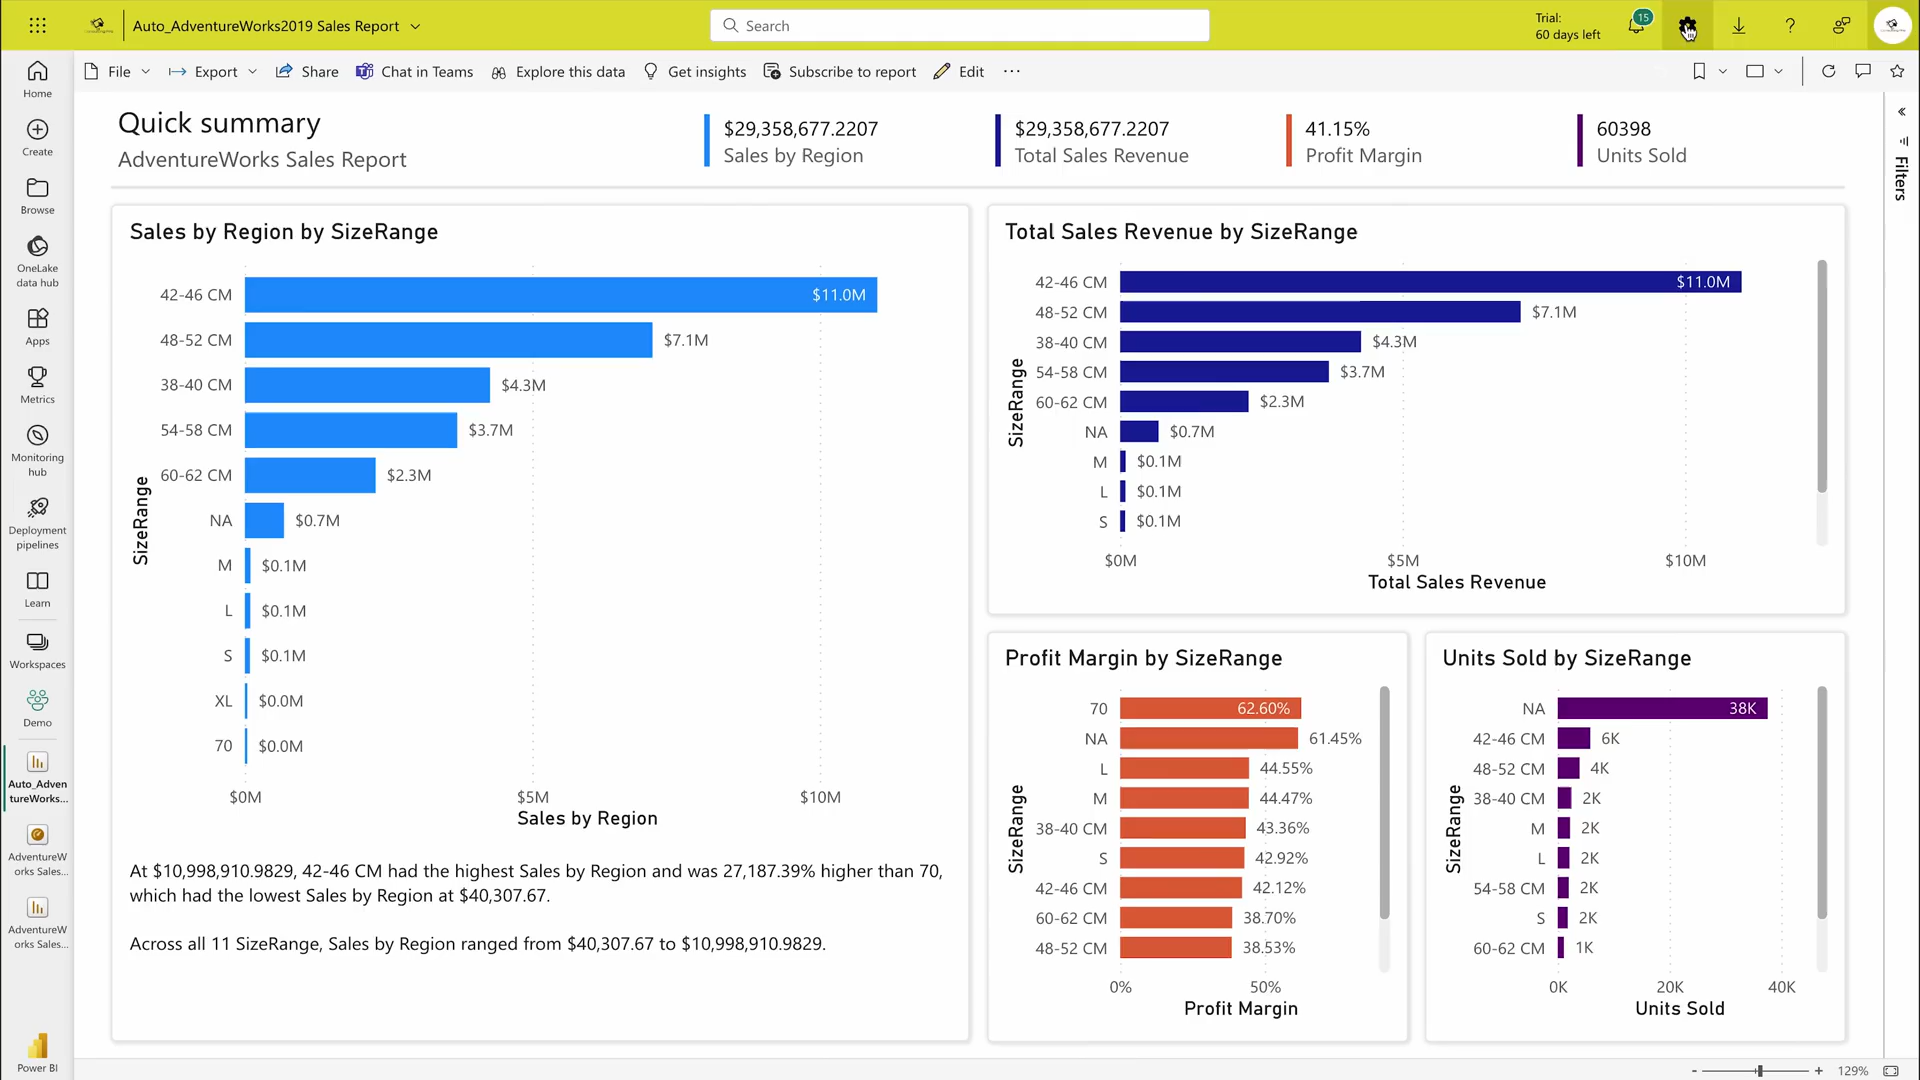 Auto_AdventureWorks2019 Sales Report
Search
Trial:
60 days left
15
File
Export
Share
Chat in Teams
Explore this data
Get insights
Subscribe to report
Edit
Home
Create
Browse
OneLake
data hub
Apps
Metrics
Monitoring
hub
Deployment
pipelines
Learn
Workspaces
Demo
Auto_Adven
tureWorks...
AdventureW
orks Sales...
AdventureW
orks Sales...
Power BI
Quick summary
AdventureWorks Sales Report
$29,358,677.2207
Sales by Region
$29,358,677.2207
Total Sales Revenue
41.15%
Profit Margin
60398
Units Sold
Filters
Sales by Region by SizeRange
SizeRange
42-46 CM $11.0M
48-52 CM $7.1M
38-40 CM $4.3M
54-58 CM $3.7M
60-62 CM $2.3M
NA $0.7M
M $0.1M
L $0.1M
S $0.1M
XL $0.0M
70 $0.0M
$0M $5M $10M
Sales by Region
At $10,998,910.9829, 42-46 CM had the highest Sales by Region and was 27,187.39% higher than 70,
which had the lowest Sales by Region at $40,307.67.
Across all 11 SizeRange, Sales by Region ranged from $40,307.67 to $10,998,910.9829.
Total Sales Revenue by SizeRange
SizeRange
42-46 CM $11.0M
48-52 CM $7.1M
38-40 CM $4.3M
54-58 CM $3.7M
60-62 CM $2.3M
NA $0.7M
M $0.1M
L $0.1M
S $0.1M
$0M $5M $10M
Total Sales Revenue
Profit Margin by SizeRange
SizeRange
70 62.60%
NA 61.45%
L 44.55%
M 44.47%
38-40 CM 43.36%
S 42.92%
42-46 CM 42.12%
60-62 CM 38.70%
48-52 CM 38.53%
0% 50%
Profit Margin
Units Sold by SizeRange
SizeRange
NA 38K
42-46 CM 6K
48-52 CM 4K
38-40 CM 2K
M 2K
L 2K
54-58 CM 2K
S 2K
60-62 CM 1K
0K 20K 40K
Units Sold
129%